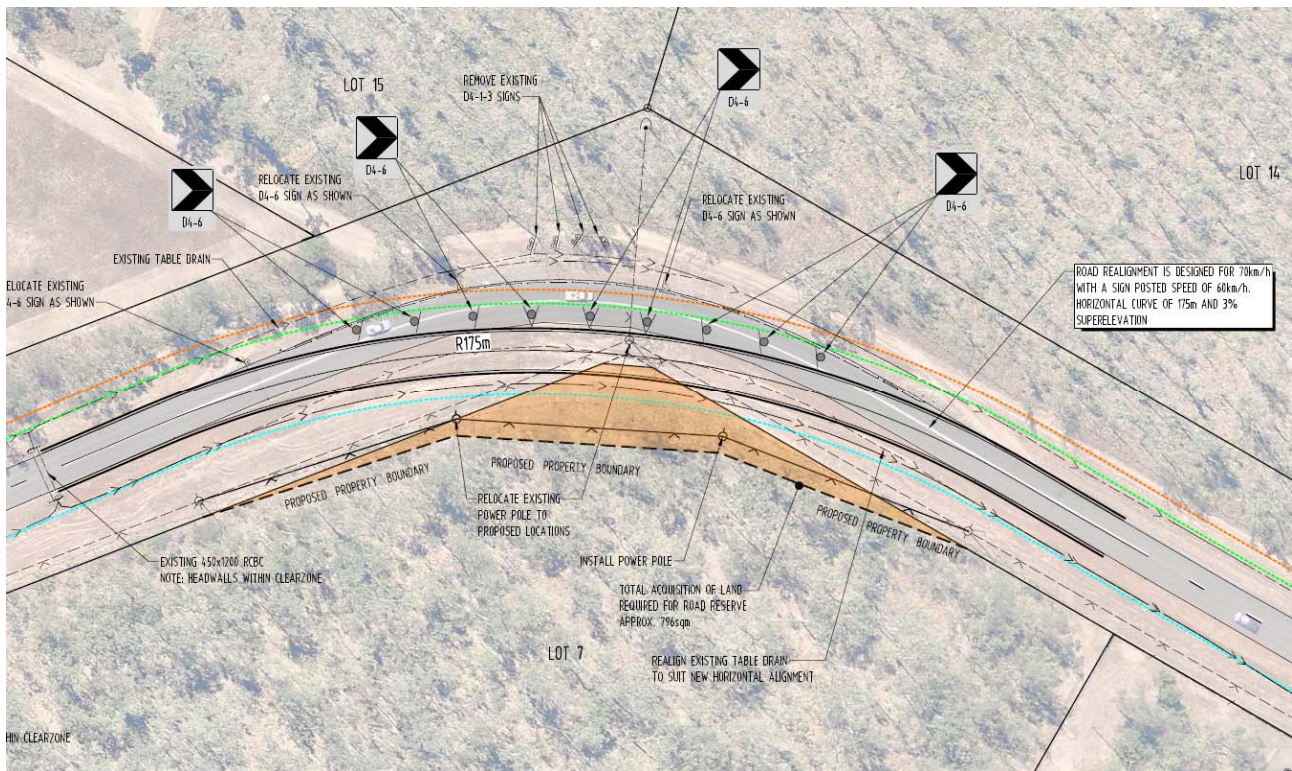 LOT 15
REMOVE EXISTING
D4-1-3 SIGNS
D4-6
D4-6
D4-6
D4-6
LOT 14
RELOCATE EXISTING
D4-6 SIGN AS SHOWN
RELOCATE EXISTING
D4-6 SIGN AS SHOWN
EXISTING TABLE DRAIN
ELOCATE EXISTING
4-6 SIGN AS SHOWN
ROAD REALIGNMENT IS DESIGNED FOR 70km/h
WITH A SIGN POSTED SPEED OF 60km/h.
HORIZONTAL CURVE OF 175m AND 3%
SUPERELEVATION
R175m
PROPOSED PROPERTY BOUNDARY
PROPOSED PROPERTY BOUNDARY
PROPOSED PROPERTY BOUNDARY
RELOCATE EXISTING
POWER POLE TO
PROPOSED LOCATIONS
EXISTING 450x1200 RCBC
NOTE: HEADWALLS WITHIN CLEARZONE
INSTALL POWER POLE
TOTAL ACQUISITION OF LAND
REQUIRED FOR ROAD RESERVE
APPROX. 796sqm
LOT 7
REALIGN EXISTING TABLE DRAIN
TO SUIT NEW HORIZONTAL ALIGNMENT
HIN CLEARZONE